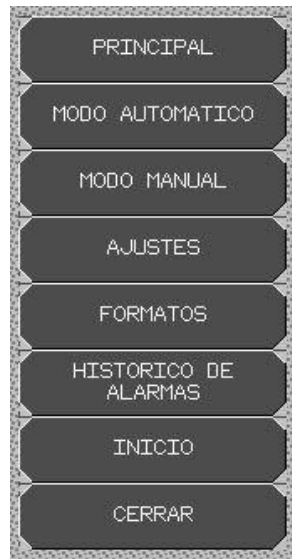 PRINCIPAL
MODO AUTOMATICO
MODO MANUAL
AJUSTES
FORMATOS
HISTORICO DE
ALARMAS
INICIO
CERRAR